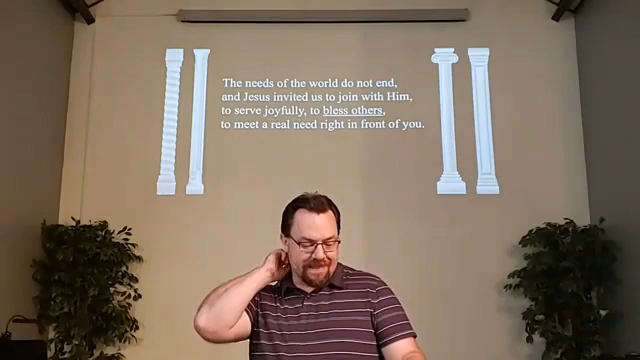 The needs of the world do not end,
and Jesus invited us to join with Him,
to serve joyfully, to bless others,
to meet a real need right in front of you.